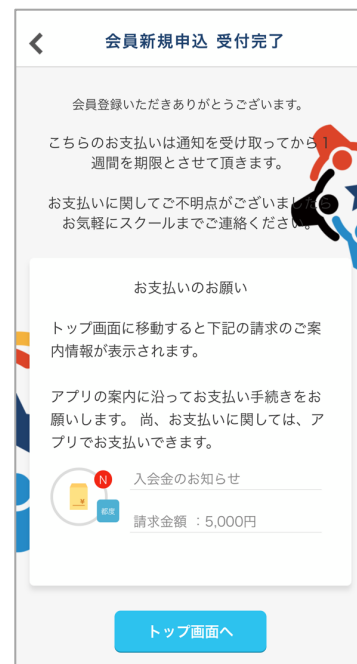 会員新規申込 受付完了
会員登録いただきありがとうございます。
こちらのお支払いは通知を受け取ってから1
週間を期限とさせて頂きます。
お支払いに関してご不明点がございましたら
お気軽にスクールまでご連絡ください。
お支払いのお願い
トップ画面に移動すると下記の請求のご案
内情報が表示されます。
アプリの案内に沿ってお支払い手続きをお
願いします。 尚、お支払いに関しては、ア
プリでお支払いできます。
N
入会金のお知らせ
¥
都度
請求金額 ：5,000円
トップ画面へ